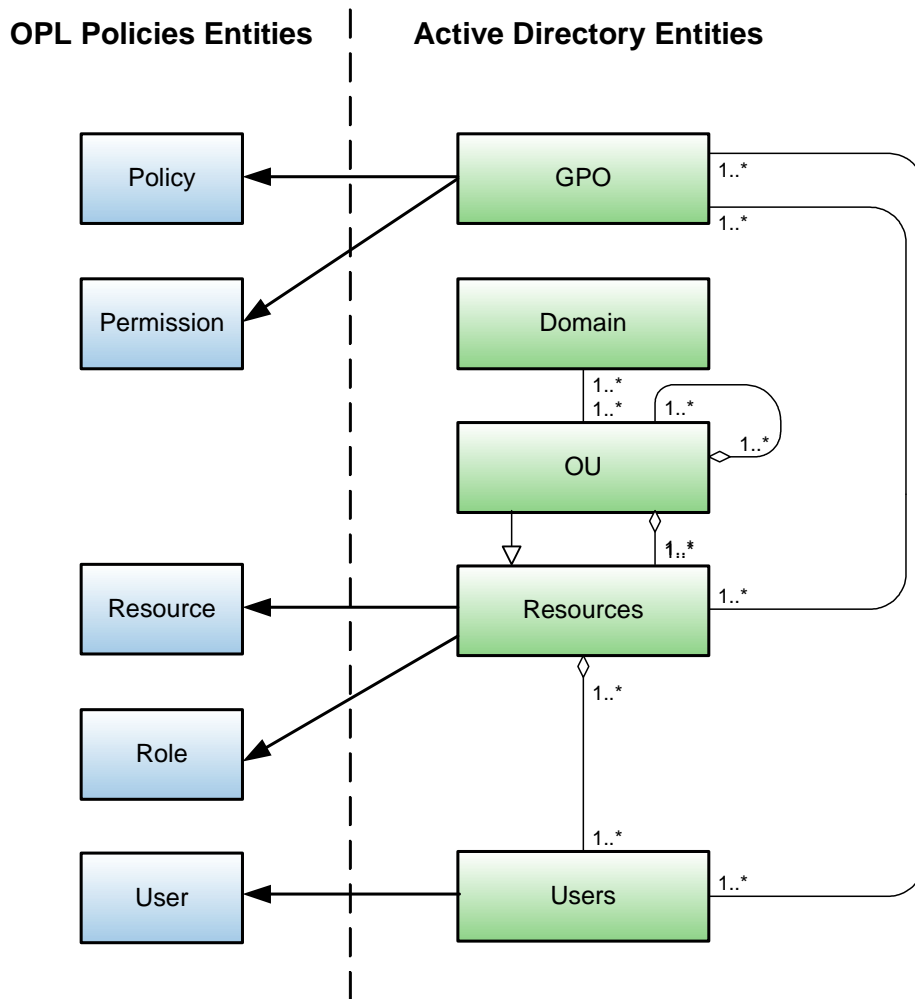 OPL Policies Entities
Active Directory Entities
Policy
GPO
1..*
1..*
Permission
Domain
1..*
1..*
1..*
OU
1..*
1..*
Resource
Resources
1..*
1..*
Role
1..*
User
Users
1..*